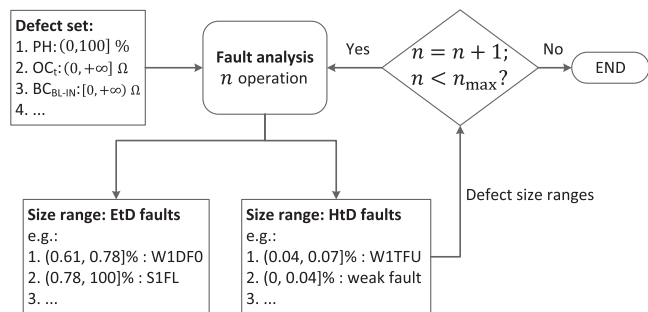 Defect set:
1. PH: (0,100] %
2. OCt: (0, +∞] Ω
3. BCBL-IN: [0, +∞) Ω
4. ...
Fault analysis
n operation
Yes
n = n + 1;
n < nmax?
No
END
Size range: EtD faults
e.g.:
1. (0.61, 0.78]% : W1DF0
2. (0.78, 100]% : S1FL
3. ...
Size range: HtD faults
e.g.:
1. (0.04, 0.07]% : W1TFU
2. (0, 0.04]% : weak fault
3. ...
Defect size ranges